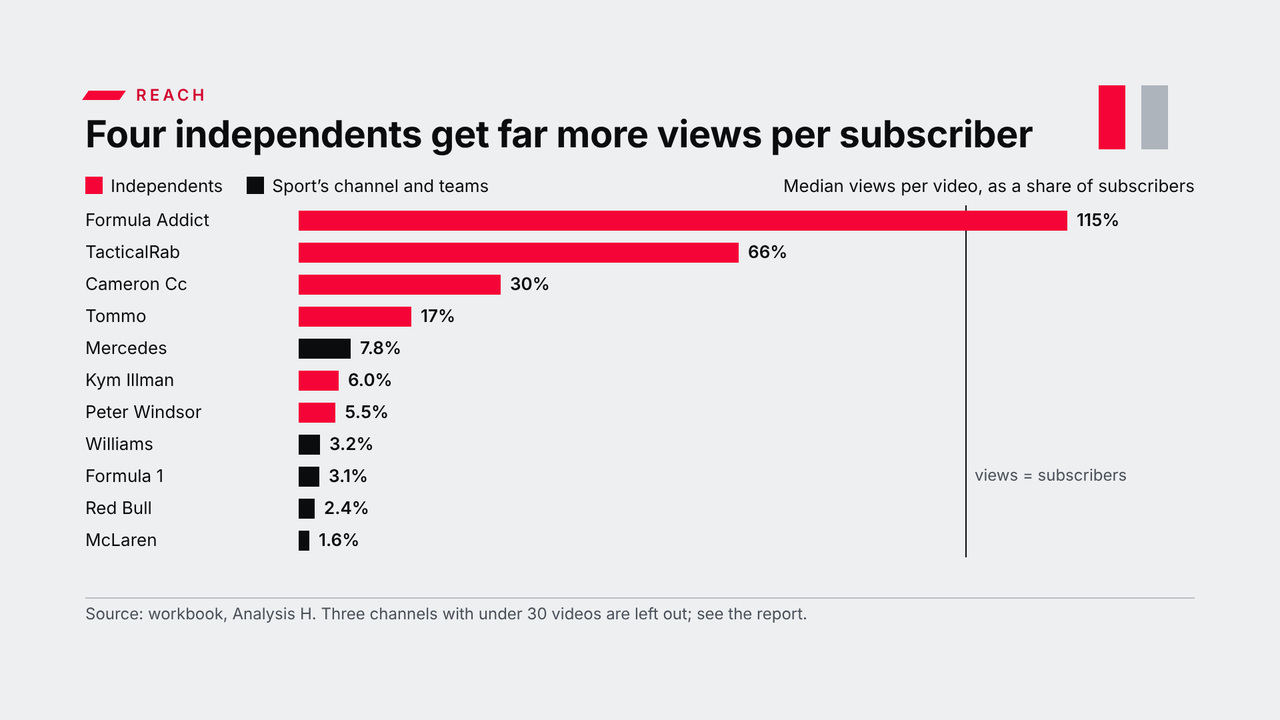 REACH
Four independents get far more views per subscriber
Independents Sport’s channel and teams Median views per video, as a share of subscribers
Formula Addict 115%
TacticalRab 66%
Cameron Cc 30%
Tommo 17%
Mercedes 7.8%
Kym Illman 6.0%
Peter Windsor 5.5%
Williams 3.2%
Formula 1 3.1%
views = subscribers
Red Bull 2.4%
McLaren 1.6%
Source: workbook, Analysis H. Three channels with under 30 videos are left out; see the report.